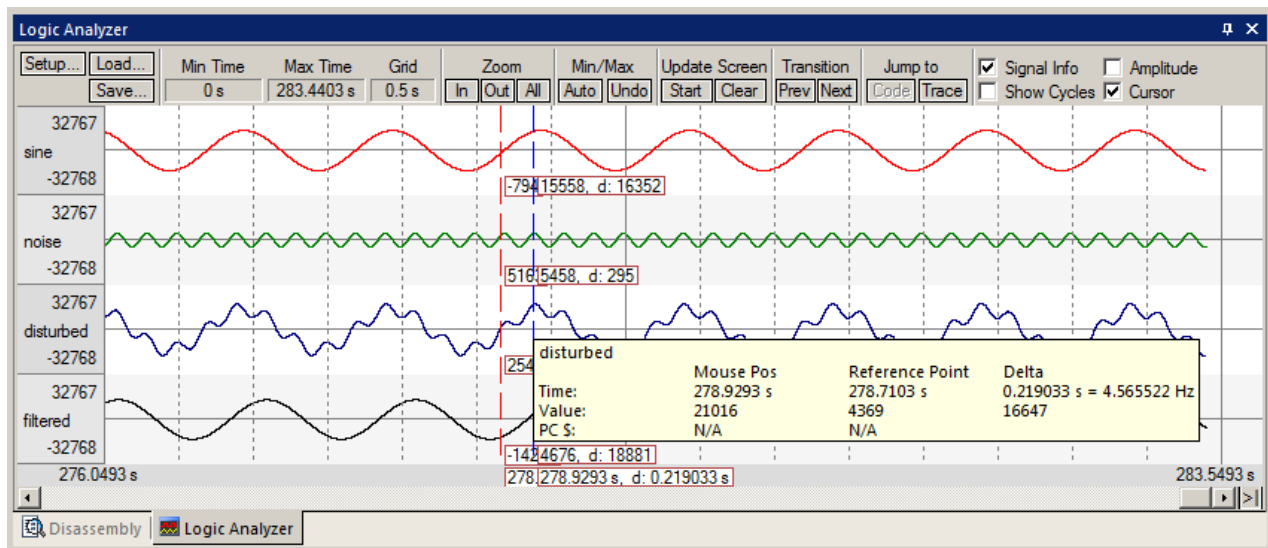 Logic Analyzer
Setup... Load... Min Time Max Time Grid Zoom Min/Max Update Screen Transition Jump to Signal Info Amplitude
Save... 0 s 283.4403 s 0.5 s In Out All Auto Undo Start Clear Prev Next Code Trace Show Cycles Cursor
32767
sine
-32768
-794 15558, d: 16352
32767
noise
-32768
516 5458, d: 295
32767
disturbed
-32768
254
disturbed
Mouse Pos Reference Point Delta
Time: 278.9293 s 278.7103 s 0.219033 s = 4.565522 Hz
Value: 21016 4369 16647
PC $: N/A N/A
32767
filtered
-32768
-142 4676, d: 18881
276.0493 s 278. 278.9293 s, d: 0.219033 s 283.5493 s
Disassembly Logic Analyzer